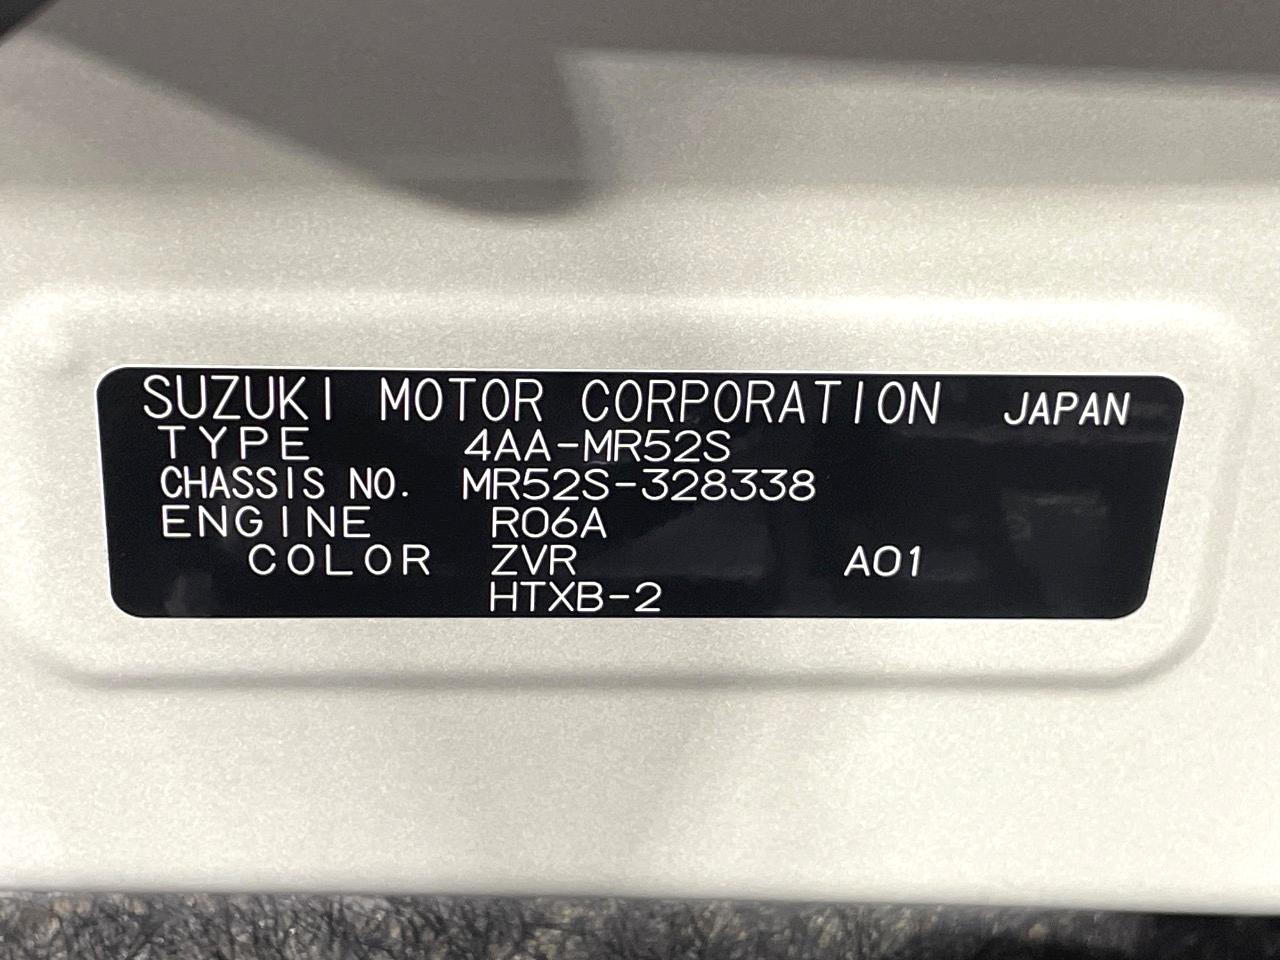 SUZUKI MOTOR CORPORATION JAPAN
TYPE 4AA-MR52S
CHASSIS NO. MR52S-328338
ENGINE R06A
COLOR ZVR A01
HTXB-2